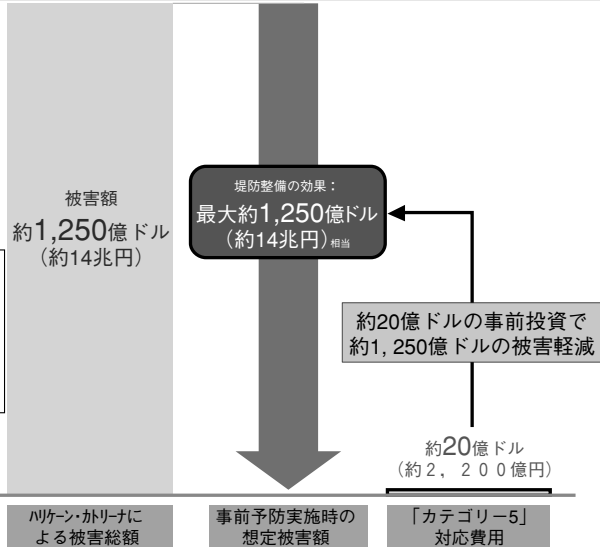 被害額
約1,250億ドル
（約14兆円）
堤防整備の効果：
最大約1,250億ドル
（約14兆円）相当
約20億ドルの事前投資で
約1,250億ドルの被害軽減
約20億ドル
（約２，２００億円）
ﾊﾘｹｰﾝ・ｶﾄﾘｰﾅに
よる被害総額
事前予防実施時の
想定被害額
「カテゴリー5」
対応費用